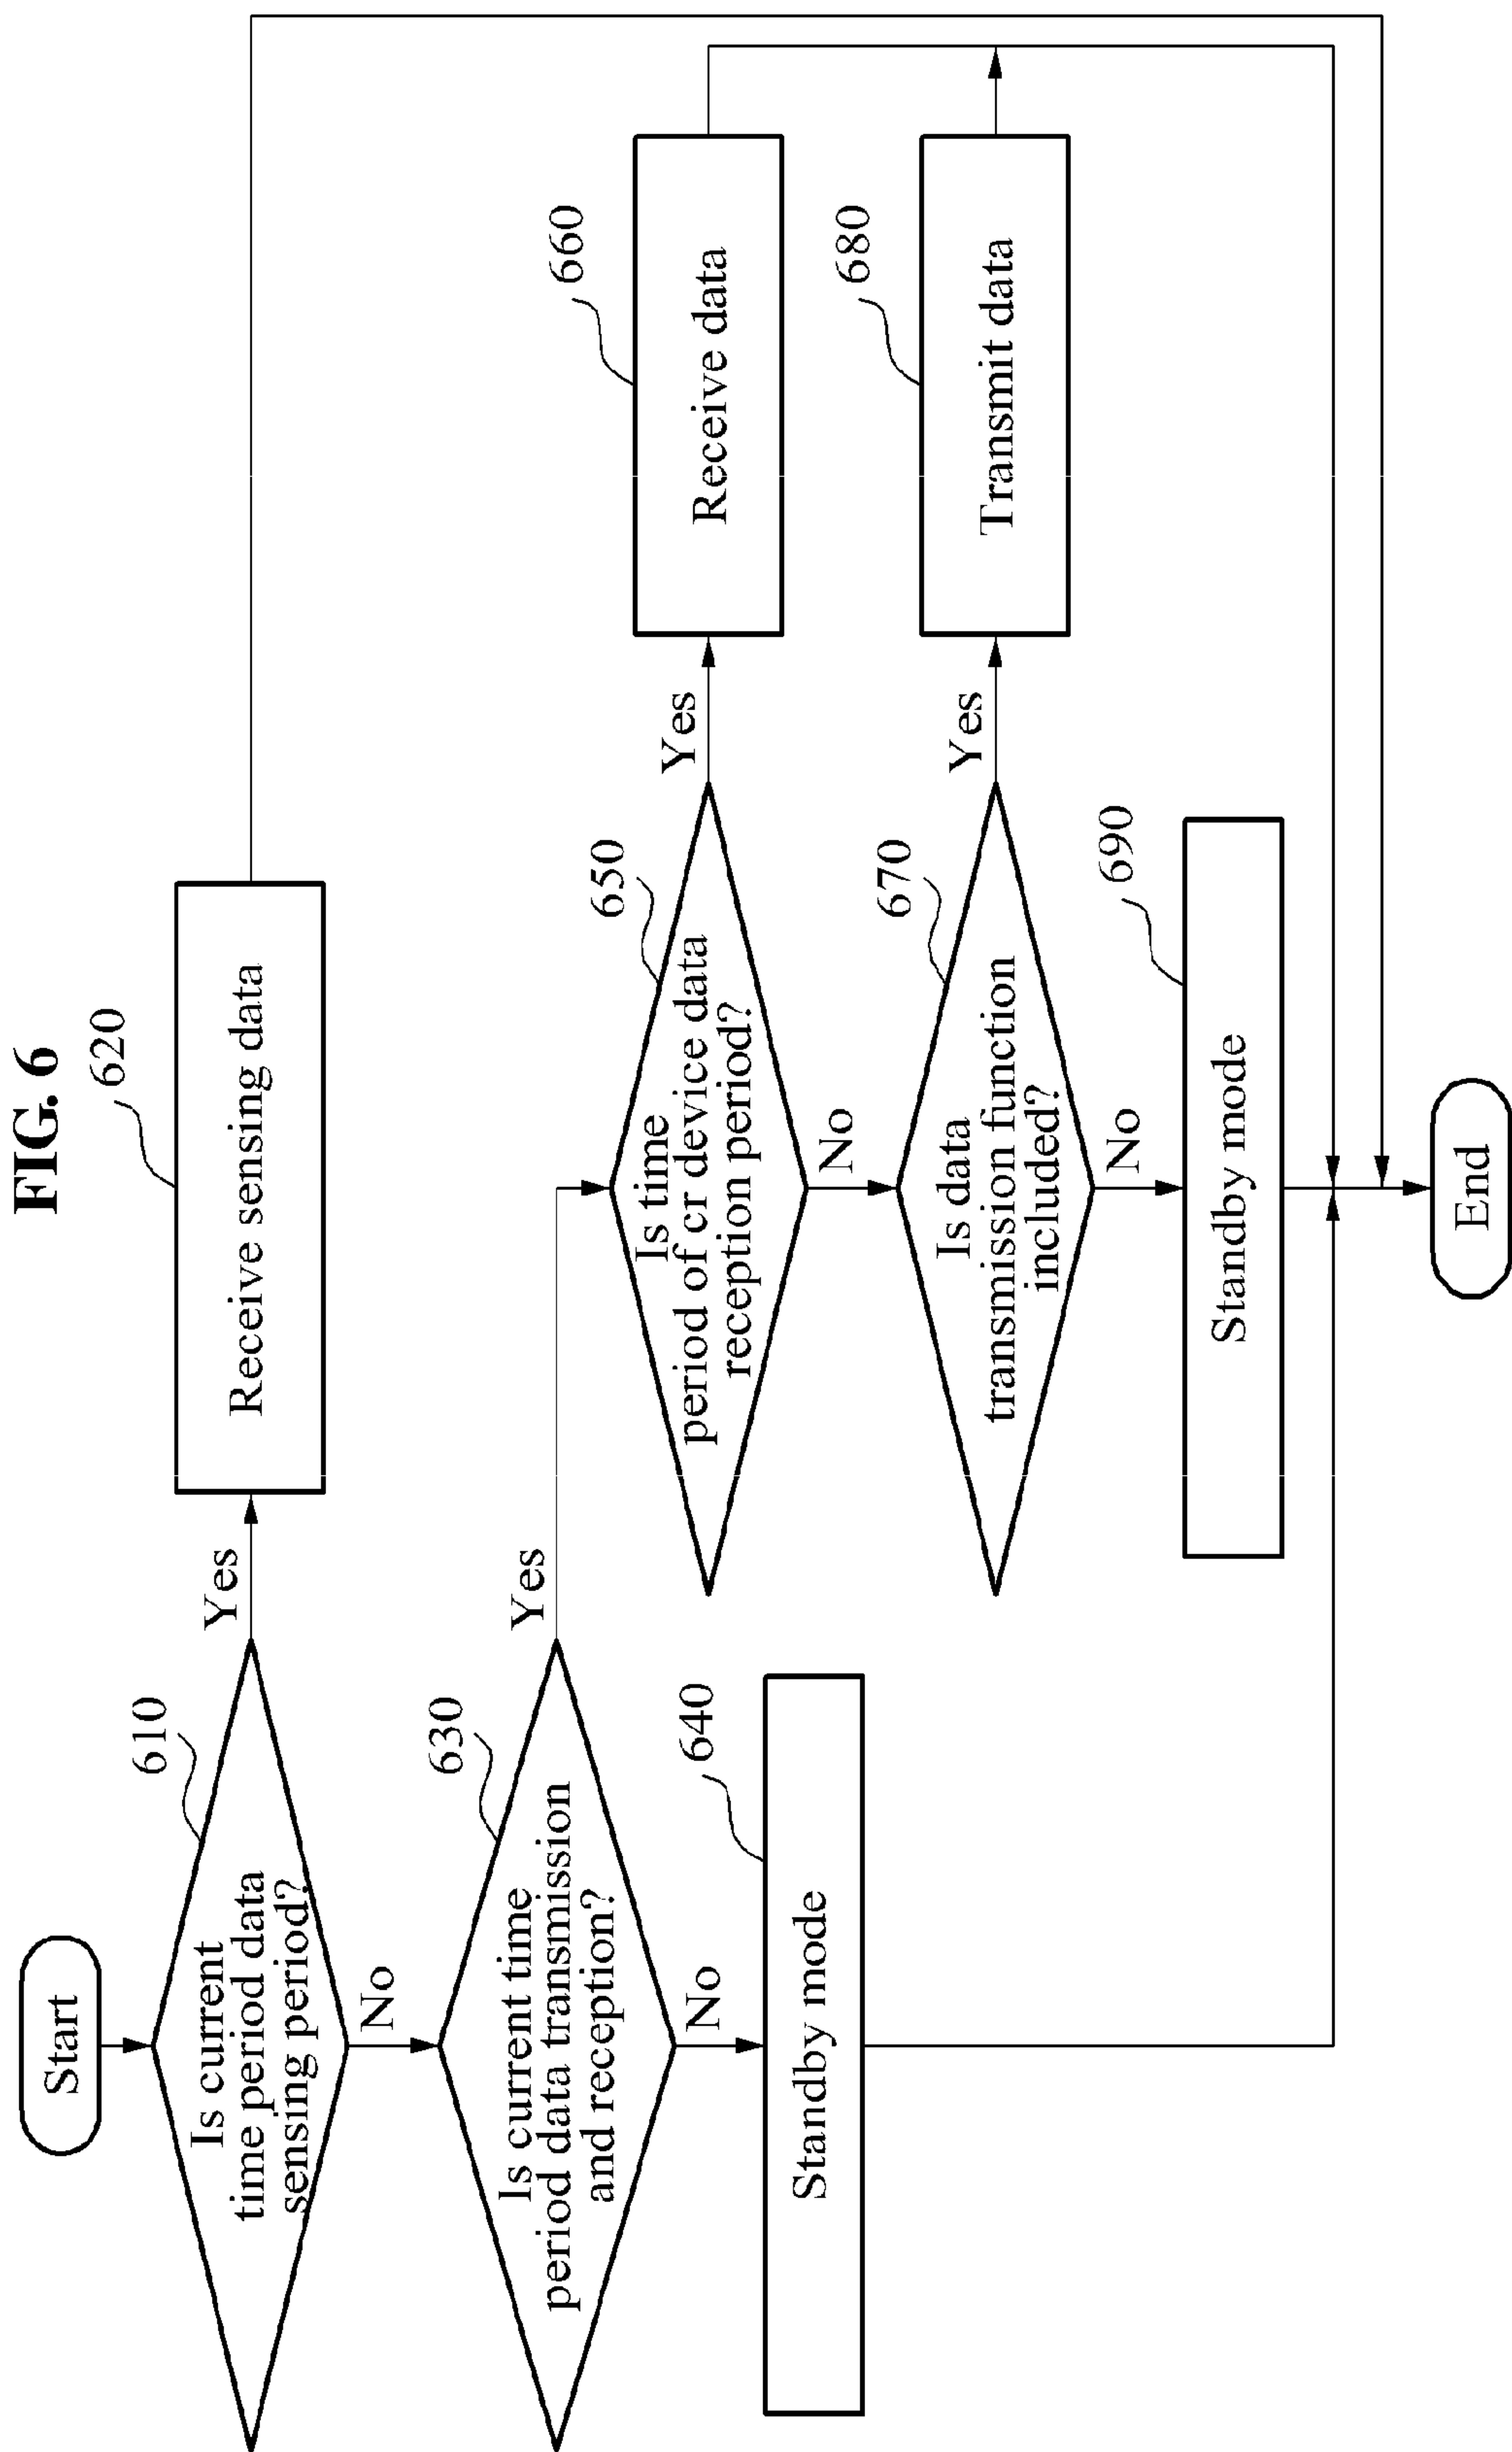 FIG. 6
Start
610
Is current
time period data
sensing period?
Yes
620
Receive sensing data
No
630
Is current time
period data transmission
and reception?
Yes
No
640
Standby mode
650
Is time
period of cr device data
reception period?
Yes
660
Receive data
No
670
Is data
transmission function
included?
Yes
680
Transmit data
No
690
Standby mode
End